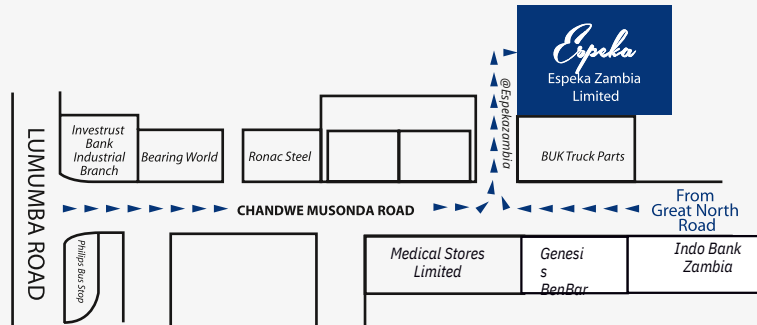 Espeka
Espeka Zambia
Limited
@Espekazambia
Investrust
Bank
Industrial
Branch
Bearing World
Ronac Steel
BUK Truck Parts
LUMUMBA ROAD
CHANDWE MUSONDA ROAD
From
Great North
Road
Philips Bus Stop
Medical Stores
Limited
Genesi
s
BenBar
Indo Bank
Zambia